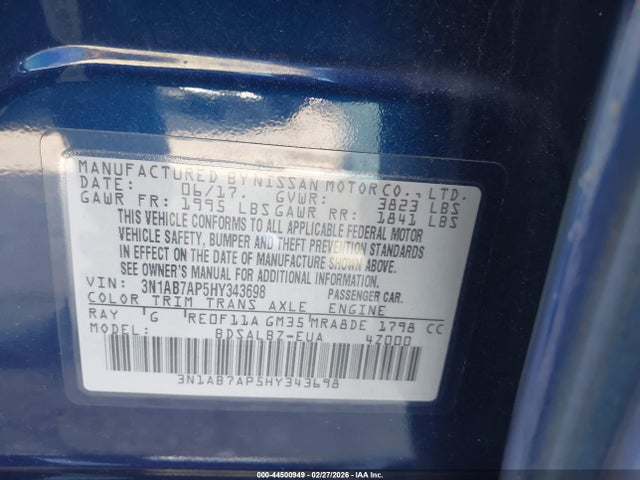 MANUFACTURED BY NISSAN MOTOR CO., LTD.
DATE: 06/17. GVWR: 3823 LBS
GAWR FR: 1995 LBS GAWR RR: 1841 LBS
THIS VEHICLE CONFORMS TO ALL APPLICABLE FEDERAL MOTOR
VEHICLE SAFETY, BUMPER AND THEFT PREVENTION STANDARDS
IN EFFECT ON THE DATE OF MANUFACTURE SHOWN ABOVE.
SEE OWNER'S MANUAL FOR ADDITIONAL INFORMATION.
VIN: 3N1AB7AP5HY343698 PASSENGER CAR.
COLOR TRIM TRANS AXLE ENGINE
RAY G RE0F11A GM35 MRA8DE 1798 CC
MODEL: BDSALBZ-EUA 4Z000
3N1AB7AP5HY343698
000-44500949 - 02/27/2026 - IAA Inc.